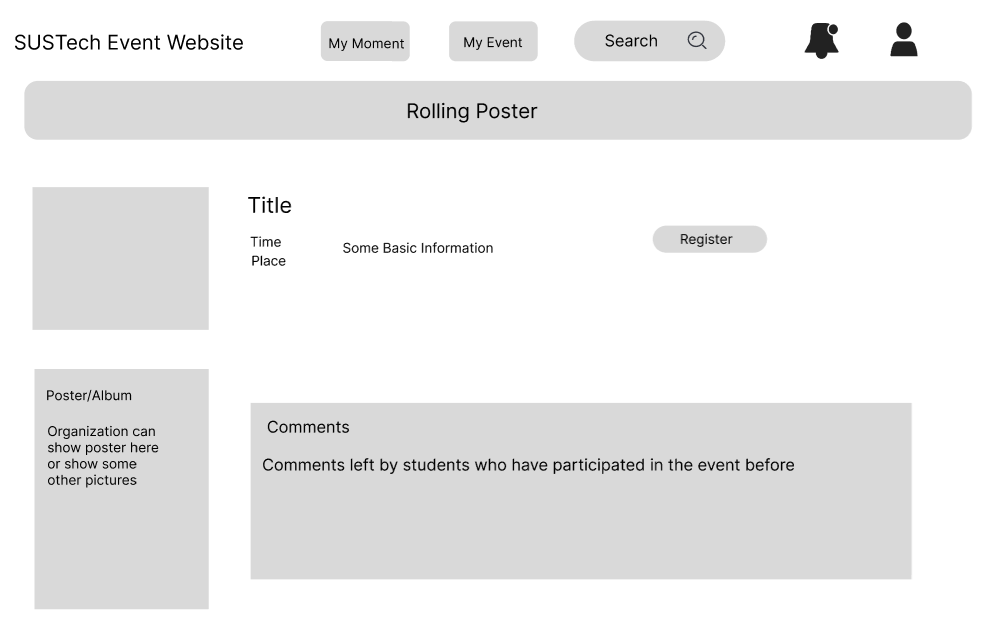 SUSTech Event Website
My Moment
My Event
Search
Rolling Poster
Title
Time
Place
Some Basic Information
Register
Poster/Album
Organization can
show poster here
or show some
other pictures
Comments
Comments left by students who have participated in the event before